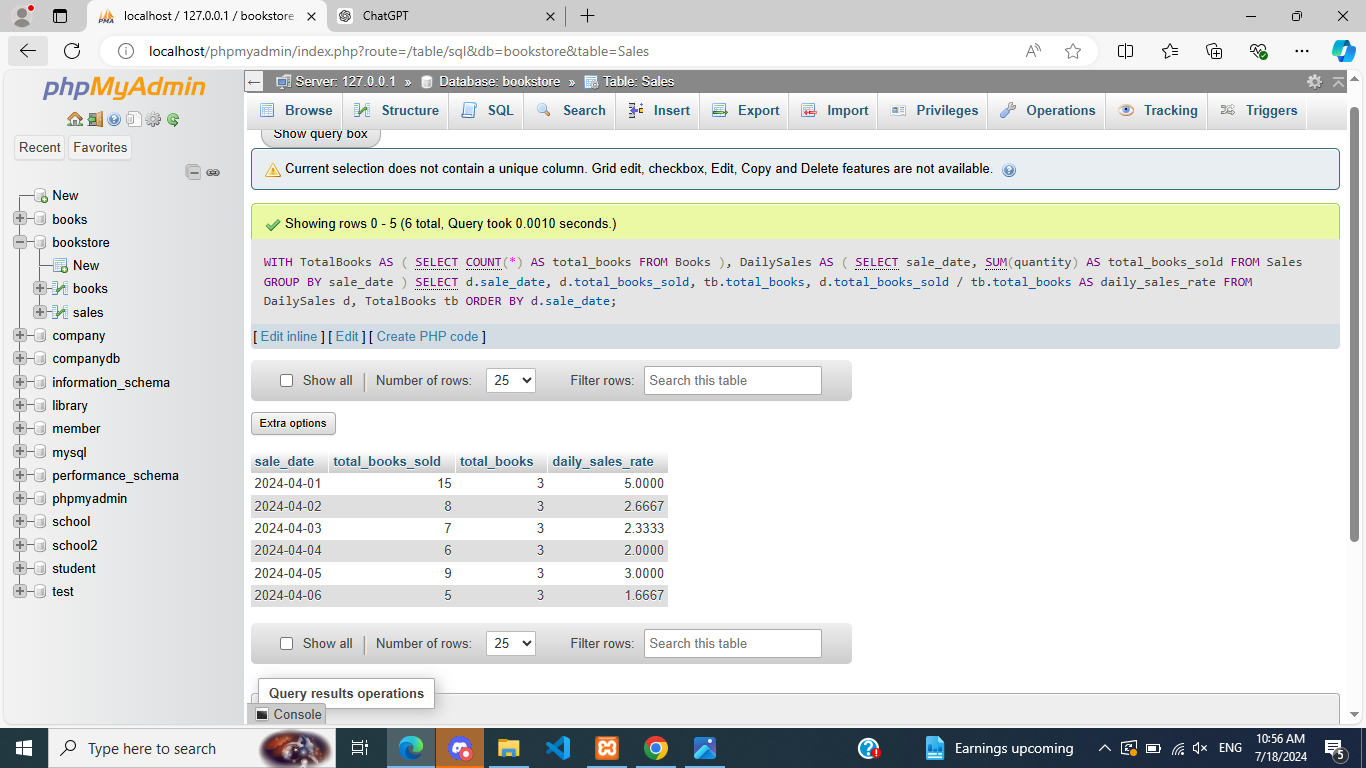 localhost / 127.0.0.1 / bookstore
ChatGPT
localhost/phpmyadmin/index.php?route=/table/sql&db=bookstore&table=Sales
phpMyAdmin
Recent Favorites
New
books
bookstore
New
books
sales
company
companydb
information_schema
library
member
mysql
performance_schema
phpmyadmin
school
school2
student
test
Server: 127.0.0.1 » Database: bookstore » Table: Sales
Browse Structure SQL Search Insert Export Import Privileges Operations Tracking Triggers
Show query box
Current selection does not contain a unique column. Grid edit, checkbox, Edit, Copy and Delete features are not available.
Showing rows 0 - 5 (6 total, Query took 0.0010 seconds.)
WITH TotalBooks AS ( SELECT COUNT(*) AS total_books FROM Books ), DailySales AS ( SELECT sale_date, SUM(quantity) AS total_books_sold FROM Sales
GROUP BY sale_date ) SELECT d.sale_date, d.total_books_sold, tb.total_books, d.total_books_sold / tb.total_books AS daily_sales_rate FROM
DailySales d, TotalBooks tb ORDER BY d.sale_date;
[ Edit inline ] [ Edit ] [ Create PHP code ]
Show all Number of rows: 25 Filter rows: Search this table
Extra options
sale_date total_books_sold total_books daily_sales_rate
2024-04-01 15 3 5.0000
2024-04-02 8 3 2.6667
2024-04-03 7 3 2.3333
2024-04-04 6 3 2.0000
2024-04-05 9 3 3.0000
2024-04-06 5 3 1.6667
Show all Number of rows: 25 Filter rows: Search this table
Query results operations
Console
Type here to search
Earnings upcoming
ENG
10:56 AM
7/18/2024
5